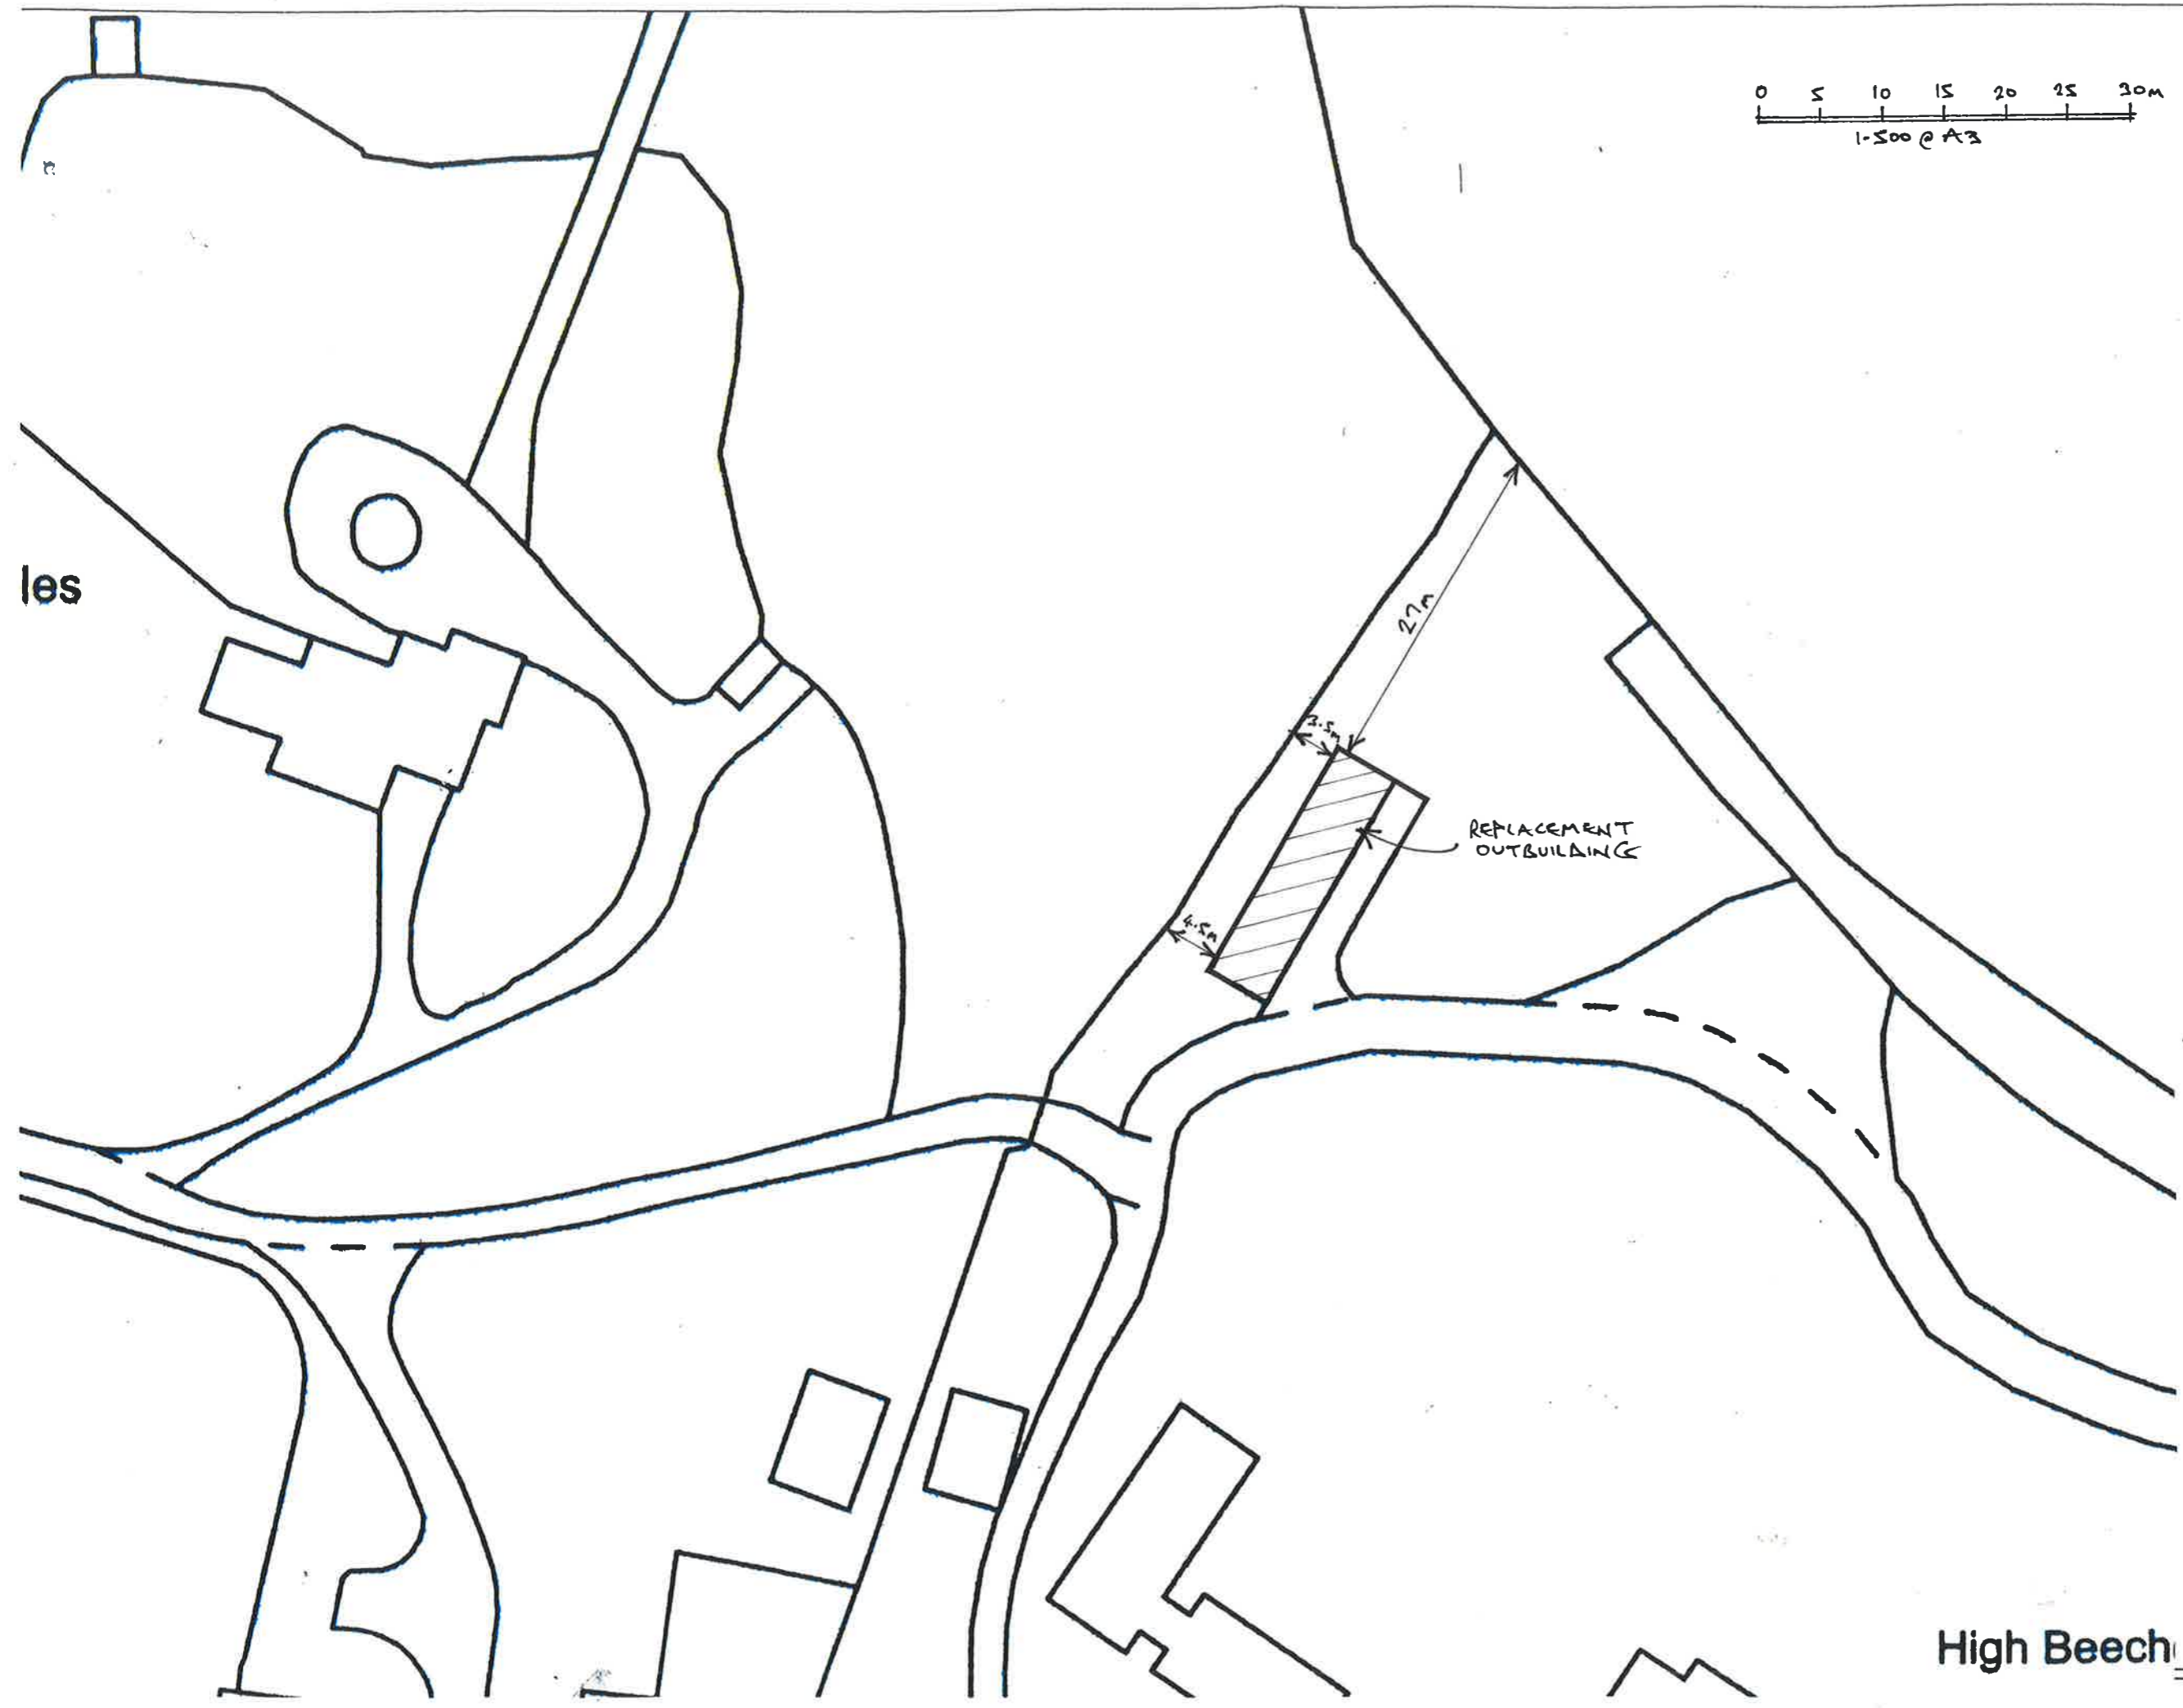 0 5 10 15 20 25 30m
1-500 @ A3
les
27m
3.5m
REPLACEMENT
OUTBUILDING
4.5m
High Beech